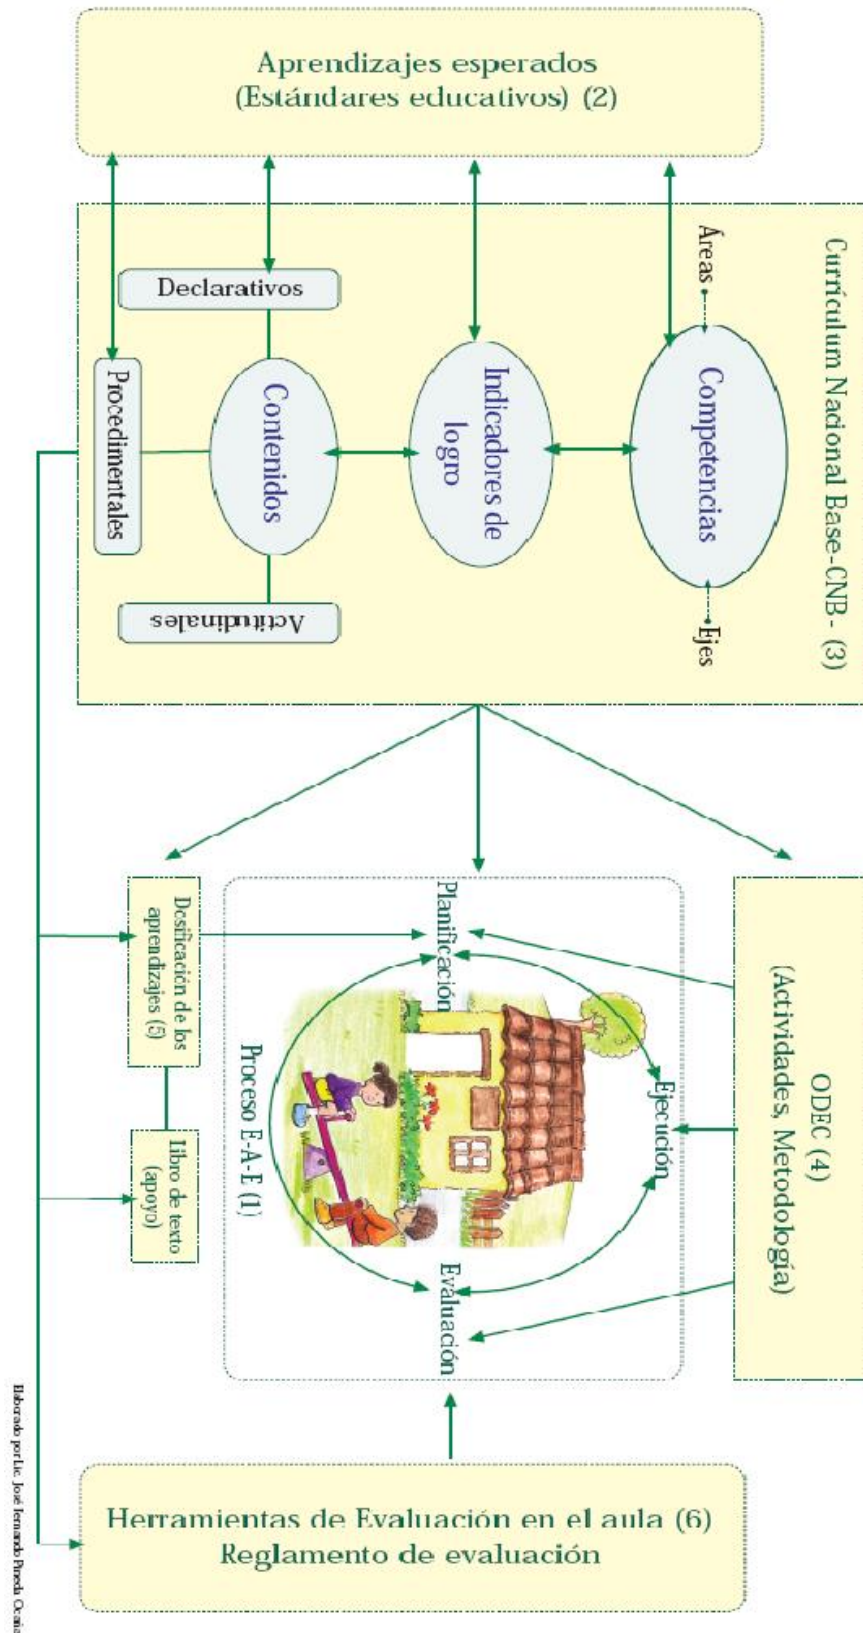 Aprendizajes esperados
(Estándares educativos) (2)
Currículum Nacional Base-CNB- (3)
Áreas
Competencias
Ejes
Indicadores de
logro
Declarativos
Contenidos
Procedimentales
Actitudinales
ODEC (4)
(Actividades, Metodología)
Planificación
Ejecución
Proceso E-A-E (1)
Evaluación
Dosificación de los
aprendizajes (5)
Libro de texto
(apoyo)
Herramientas de Evaluación en el aula (6)
Reglamento de evaluación
Elaborado por Lic. José Fernando Pineda Ocaña